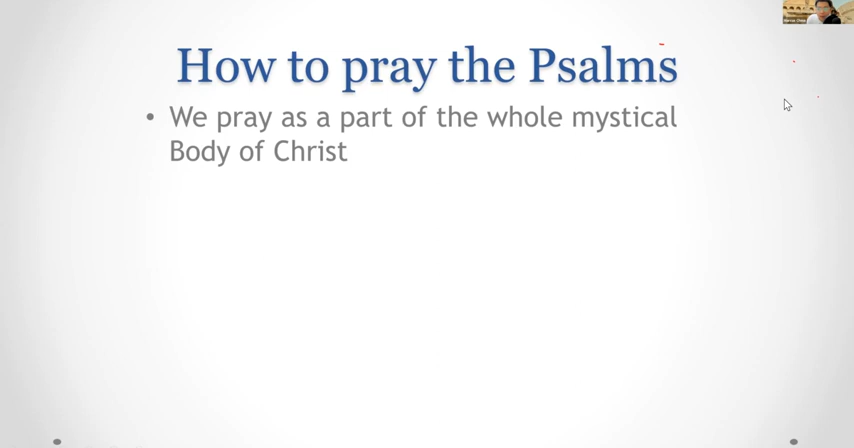 How to pray the Psalms
• We pray as a part of the whole mystical
Body of Christ